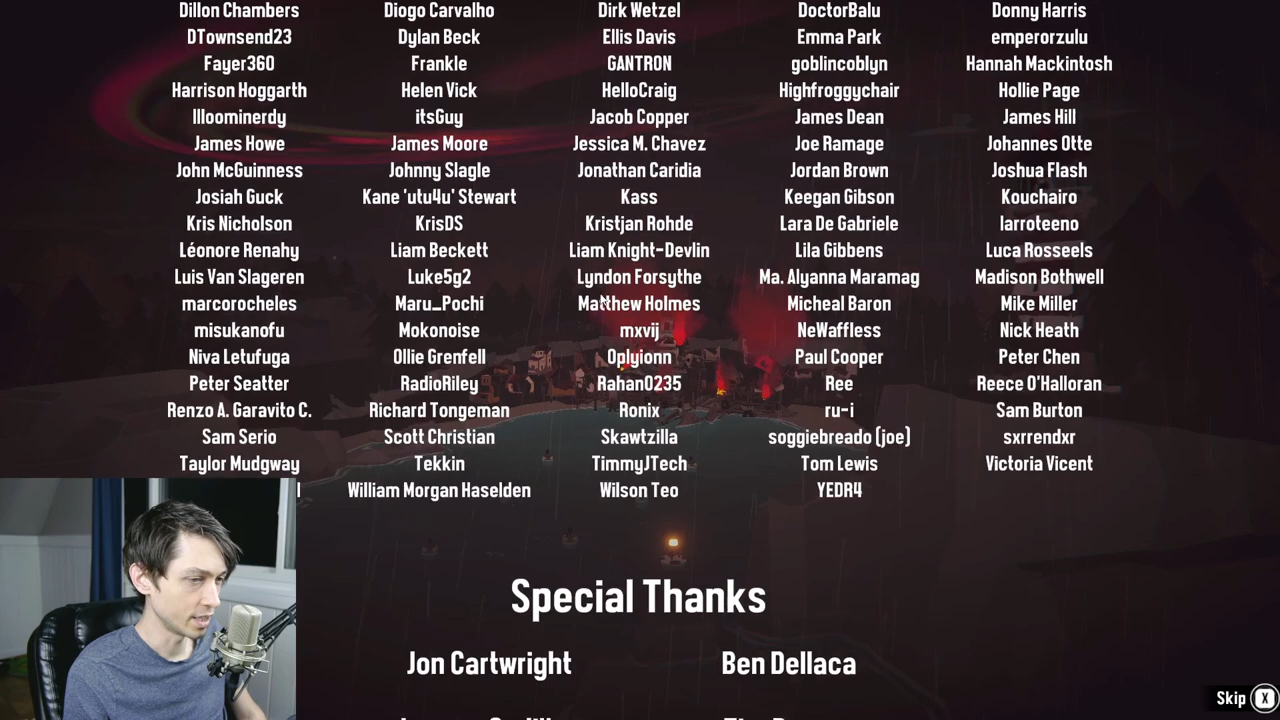 Dillon Chambers Diogo Carvalho Dirk Wetzel DoctorBalu Donny Harris
DTownsend23 Dylan Beck Ellis Davis Emma Park emperorzulu
Fayer360 Frankle GANTRON goblincoblyn Hannah Mackintosh
Harrison Hoggarth Helen Vick HelloCraig Highfroggychair Hollie Page
Illoominerdy itsGuy Jacob Copper James Dean James Hill
James Howe James Moore Jessica M. Chavez Joe Ramage Johannes Otte
John McGuinness Johnny Slagle Jonathan Caridia Jordan Brown Joshua Flash
Josiah Guck Kane 'utu4u' Stewart Kass Keegan Gibson Kouchairo
Kris Nicholson KrisDS Kristjan Rohde Lara De Gabriele larroteeno
Léonore Renahy Liam Beckett Liam Knight-Devlin Lila Gibbens Luca Rosseels
Luis Van Slageren Luke5g2 Lyndon Forsythe Ma. Alyanna Maramag Madison Bothwell
marcorocheles Maru_Pochi Matthew Holmes Micheal Baron Mike Miller
misukanofu Mokonoise mxvij NeWaffless Nick Heath
Niva Letufuga Ollie Grenfell Oplyionn Paul Cooper Peter Chen
Peter Seatter RadioRiley Rahan0235 Ree Reece O'Halloran
Renzo A. Garavito C. Richard Tongeman Ronix ru-i Sam Burton
Sam Serio Scott Christian Skawtzilla soggiebreado (joe) sxrrendxr
Taylor Mudgway Tekkin TimmyJTech Tom Lewis Victoria Vicent
William Morgan Haselden Wilson Teo YEDR4
Special Thanks
Jon Cartwright Ben Dellaca
Skip X